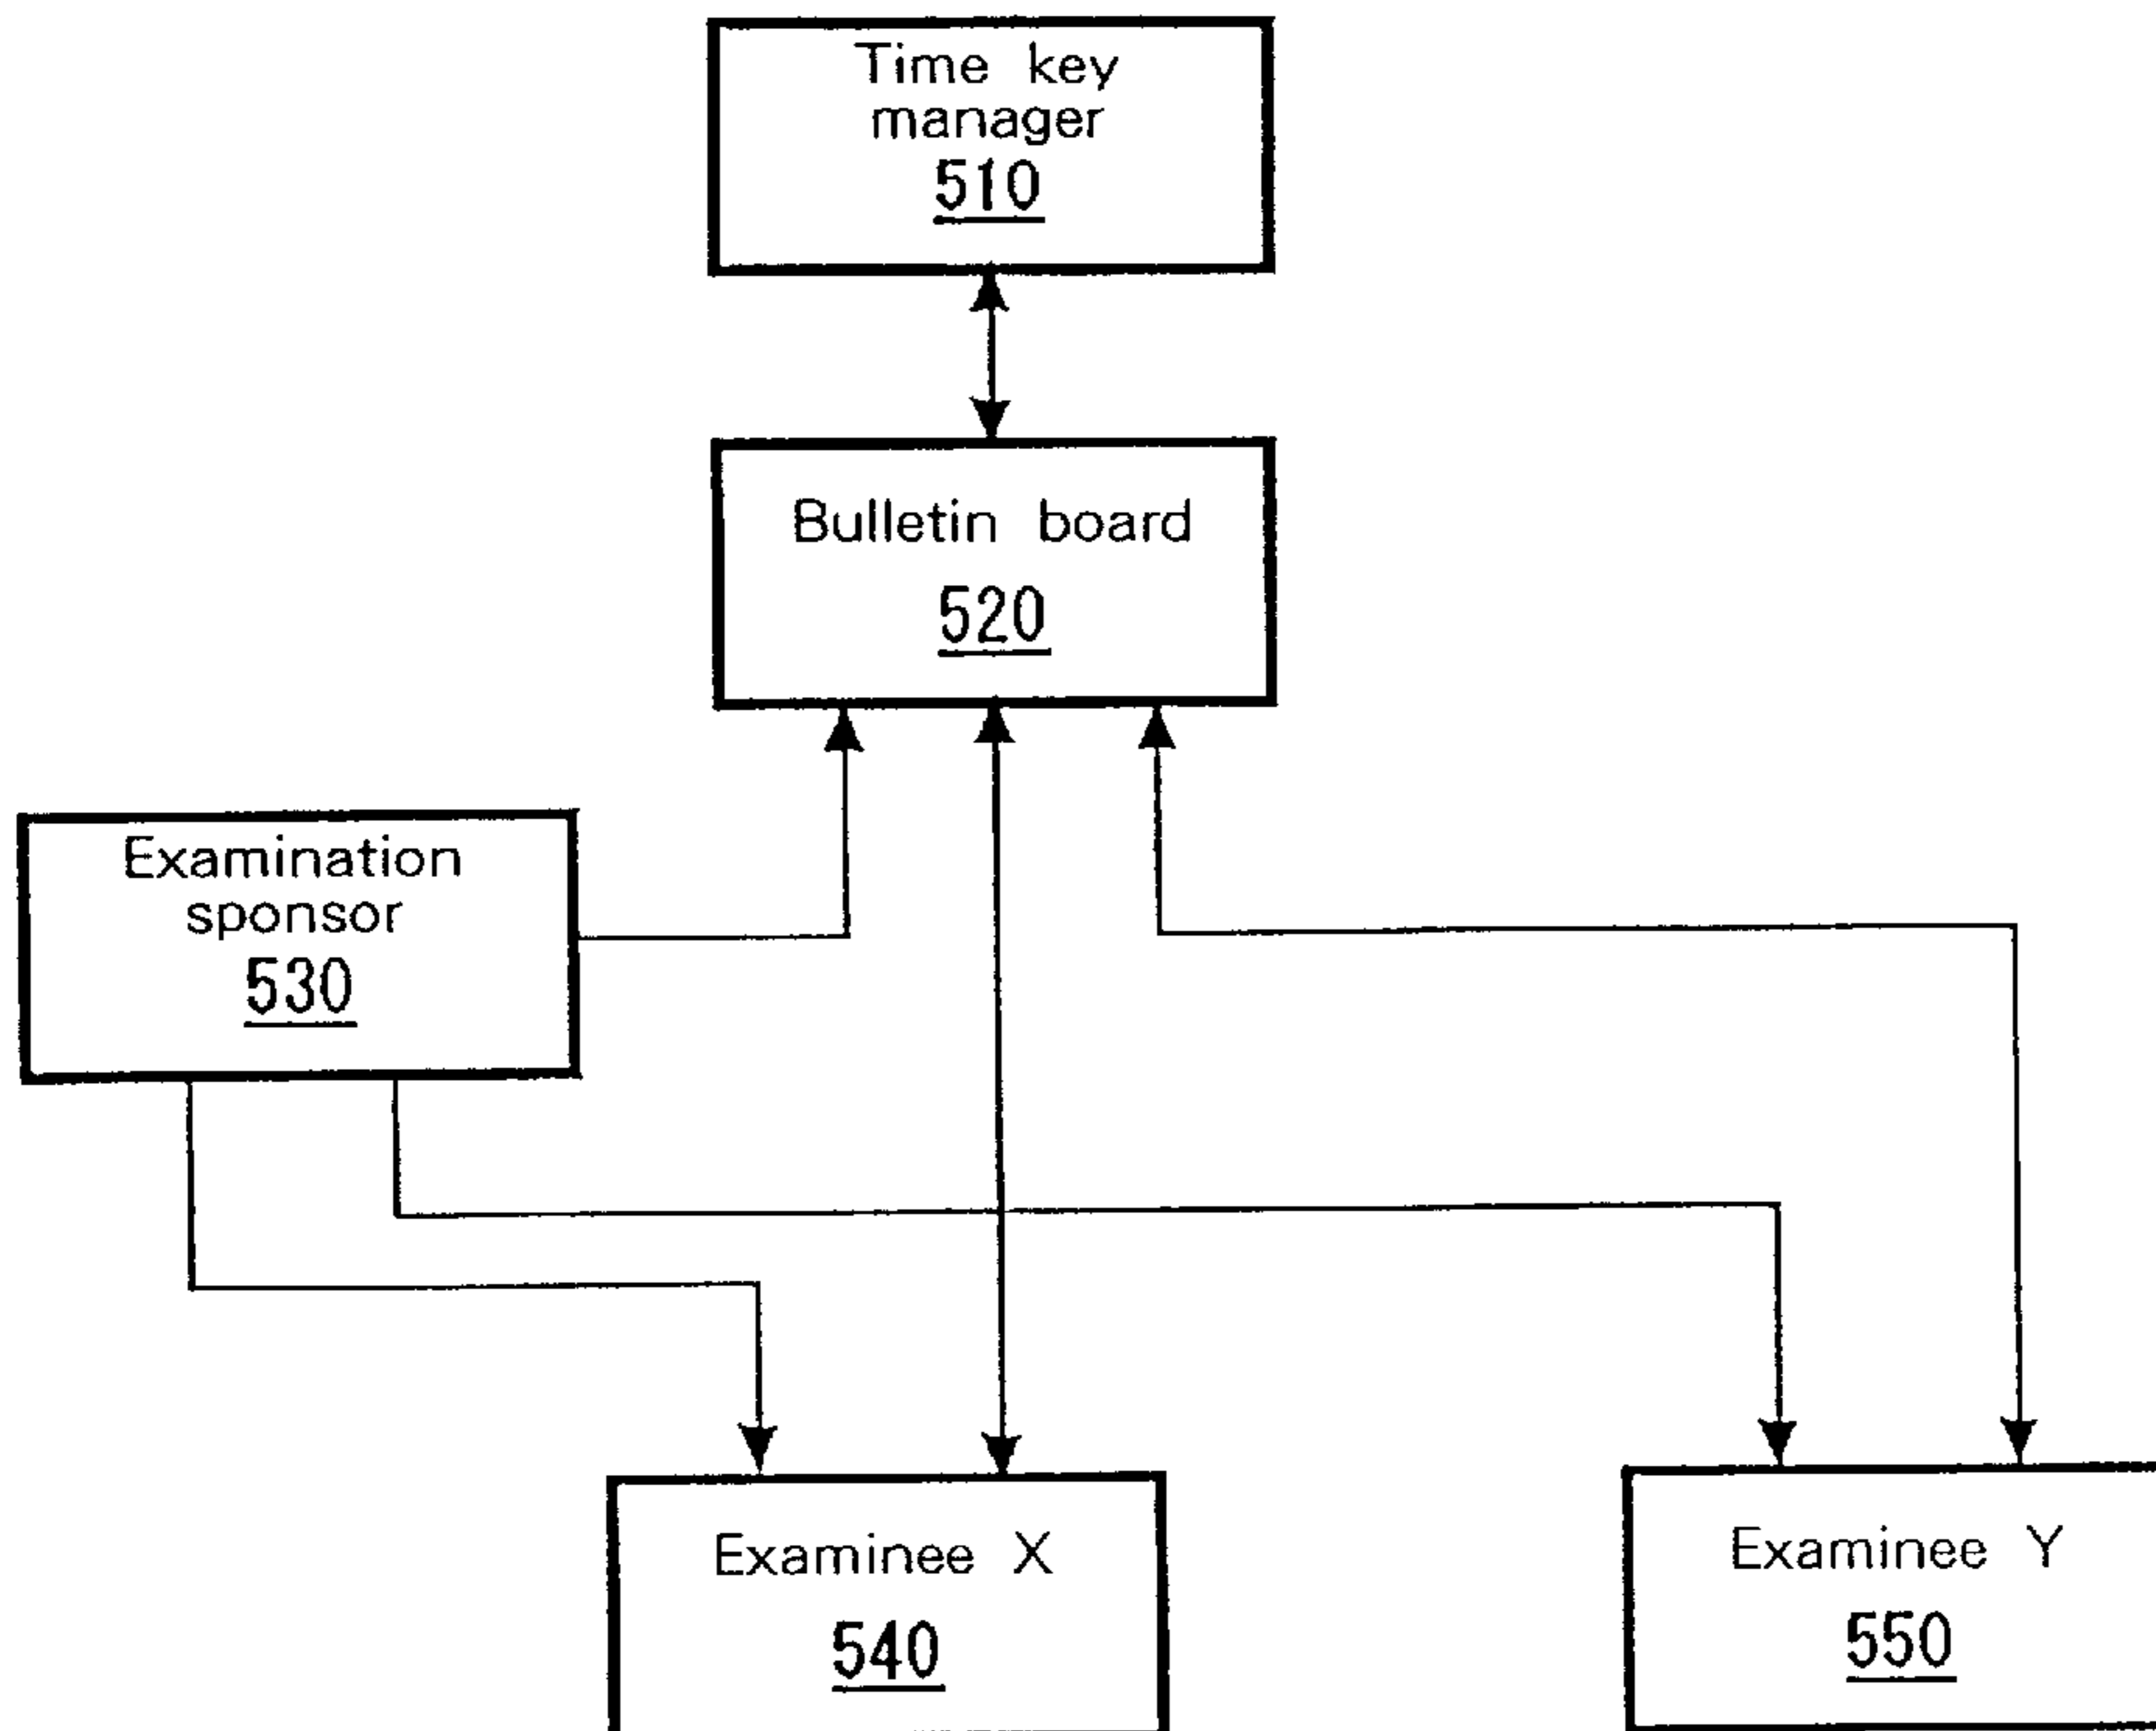 Time key
manager
510
Bulletin board
520
Examination
sponsor
530
Examinee X
540
Examinee Y
550